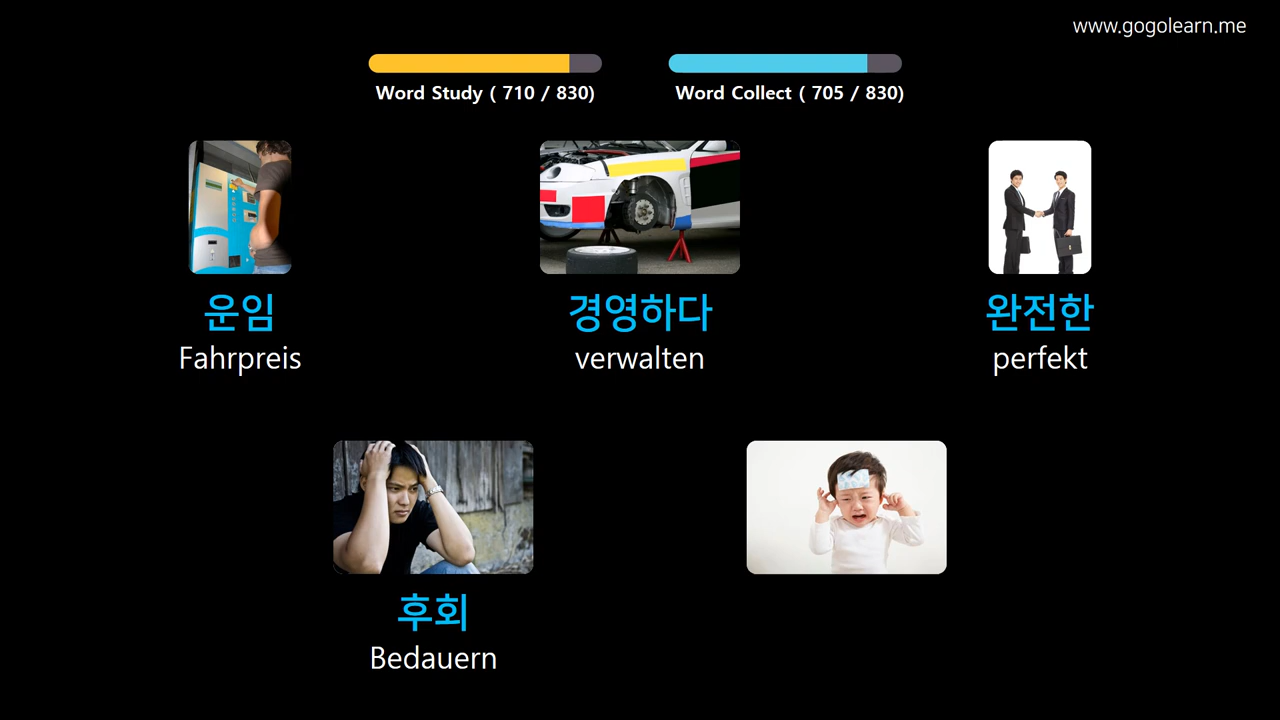 www.gogolearn.me
Word Study ( 710 / 830)
Word Collect ( 705 / 830)
운임
Fahrpreis
경영하다
verwalten
완전한
perfekt
후회
Bedauern